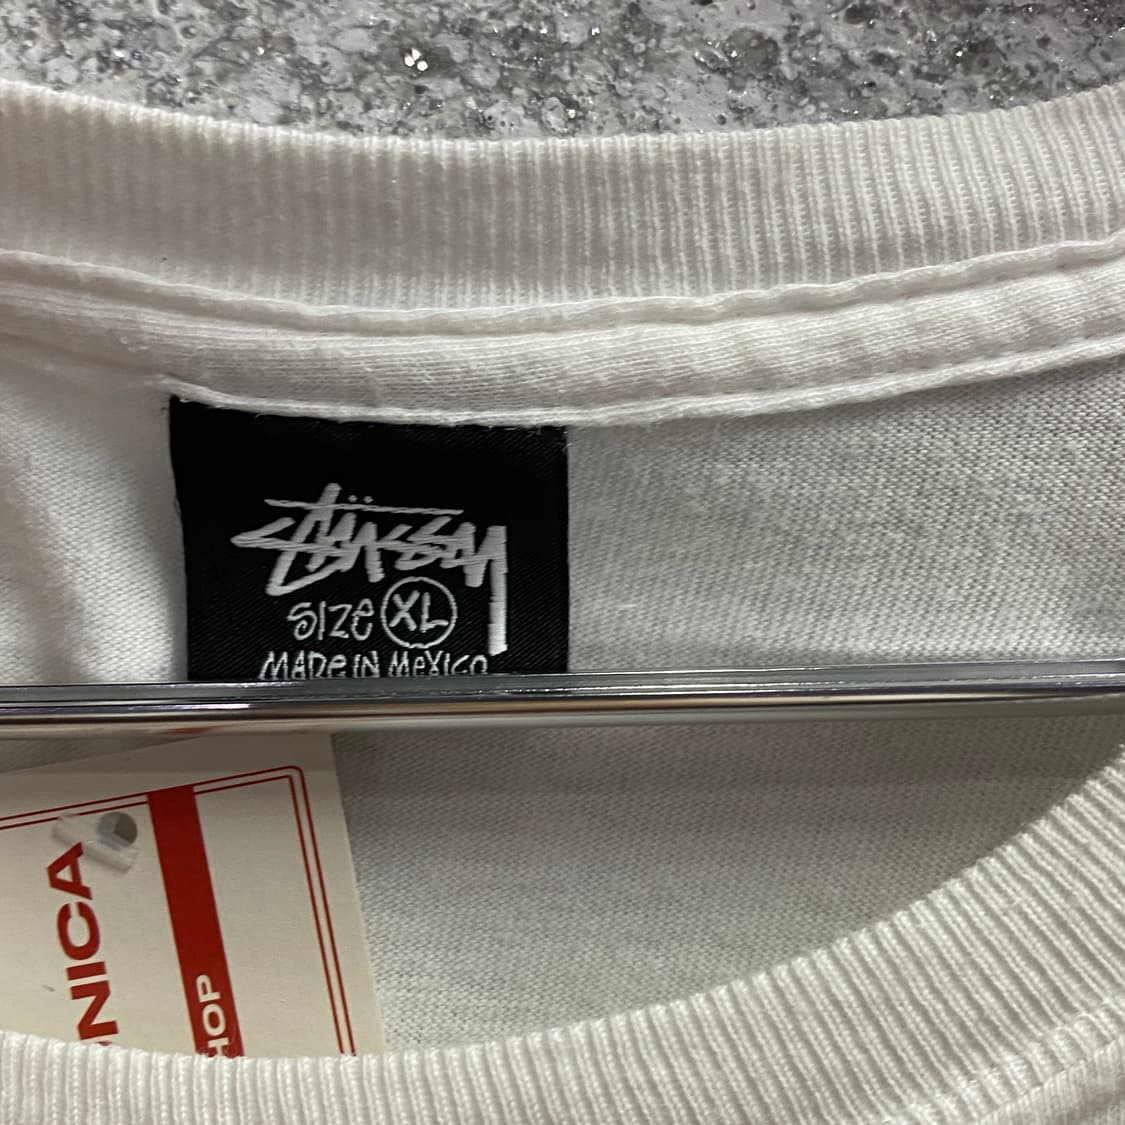 Stüssy
SIZE XL
MADE IN MEXICO
NICA
HOP